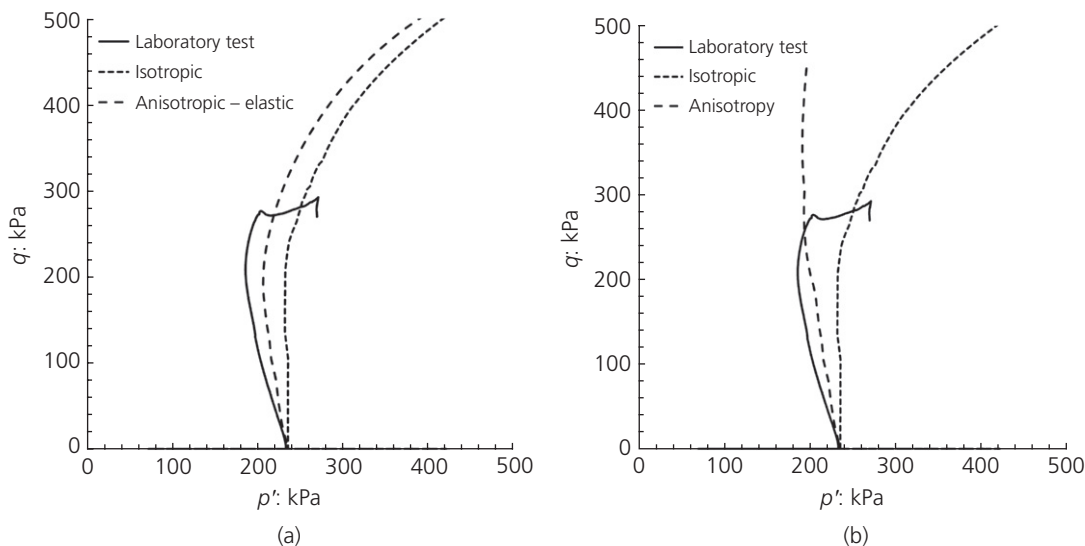 500
400
300
200
100
0
q: kPa
Laboratory test
Isotropic
Anisotropic – elastic
0 100 200 300 400 500
p′: kPa
(a)
500
400
300
200
100
0
q: kPa
Laboratory test
Isotropic
Anisotropy
0 100 200 300 400 500
p′: kPa
(b)